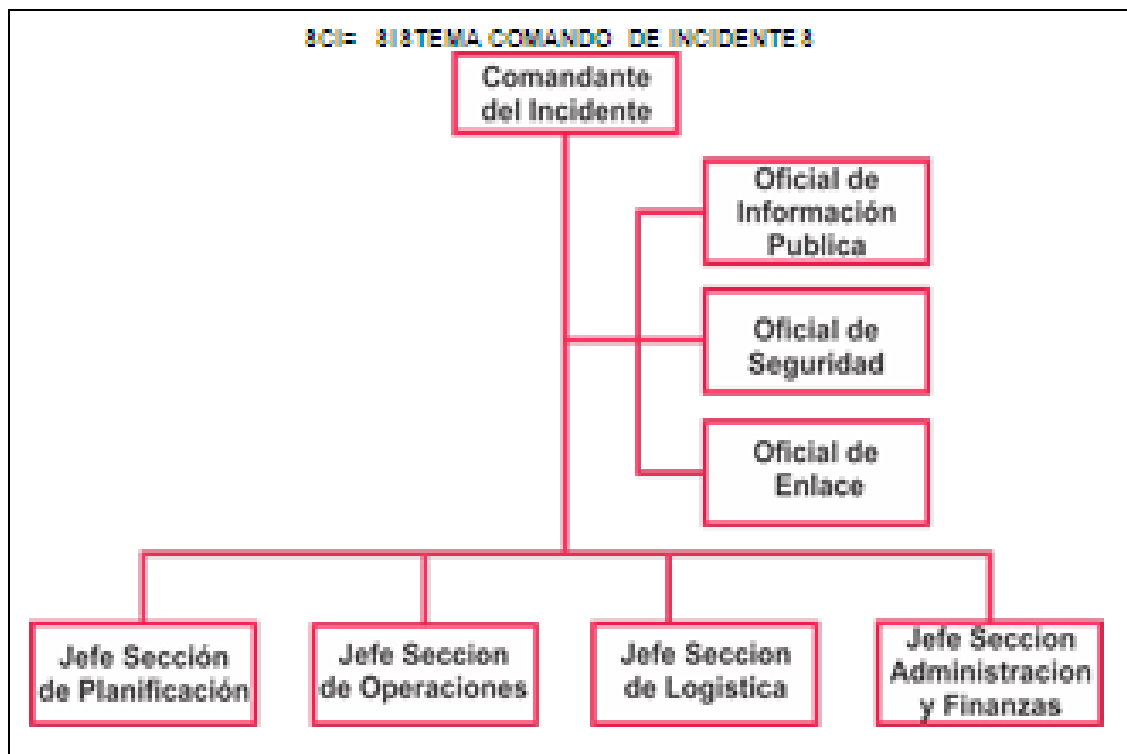 SCI= SISTEMA COMANDO DE INCIDENTES
Comandante
del Incidente
Oficial de
Información
Publica
Oficial de
Seguridad
Oficial de
Enlace
Jefe Sección
de Planificación
Jefe Seccion
de Operaciones
Jefe Seccion
de Logistica
Jefe Seccion
Administracion
y Finanzas